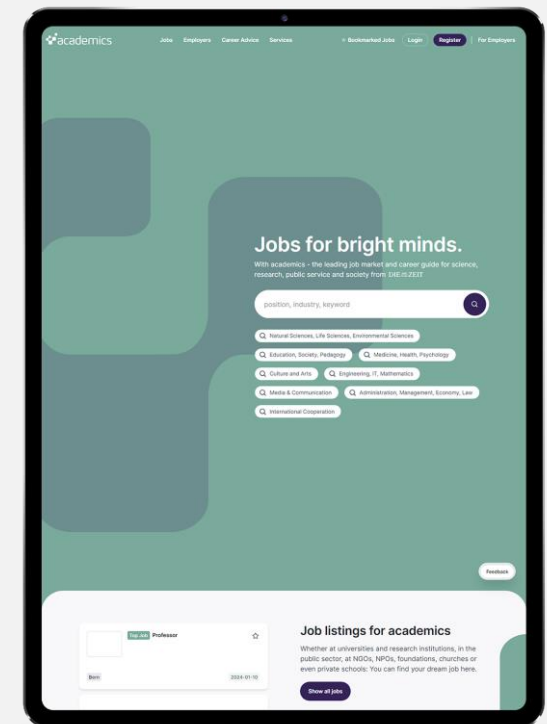 academics
Jobs Employers Career Advice Services Bookmarked Jobs Login Register For Employers
Jobs for bright minds.
With academics - the leading job market and career guide for science,
research, public service and society from DIE ZEIT
position, industry, keyword
Natural Sciences, Life Sciences, Environmental Sciences
Education, Society, Pedagogy Medicine, Health, Psychology
Culture and Arts Engineering, IT, Mathematics
Media & Communication Administration, Management, Economy, Law
International Cooperation
Feedback
Top Job Professor
Job listings for academics
Whether at universities and research institutions, in the
public sector, at NGOs, NPOs, foundations, churches or
even private schools: You can find your dream job here.
Bern 2024-01-10
Show all jobs